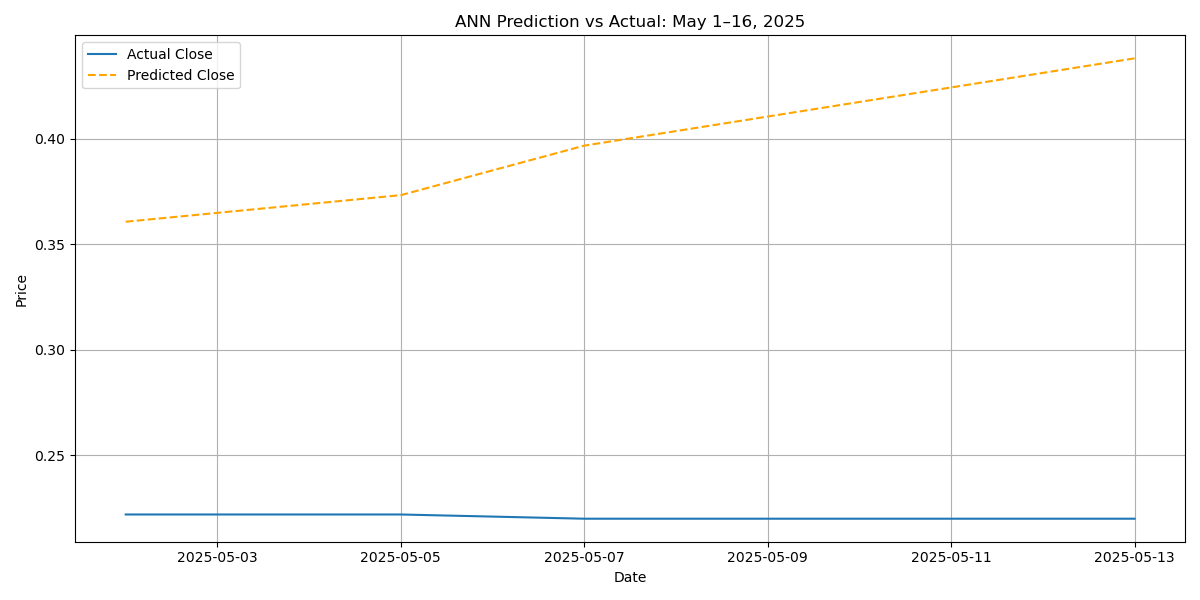 ANN Prediction vs Actual: May 1–16, 2025
Actual Close
Predicted Close
Price
0.40
0.35
0.30
0.25
2025-05-03
2025-05-05
2025-05-07
2025-05-09
2025-05-11
2025-05-13
Date